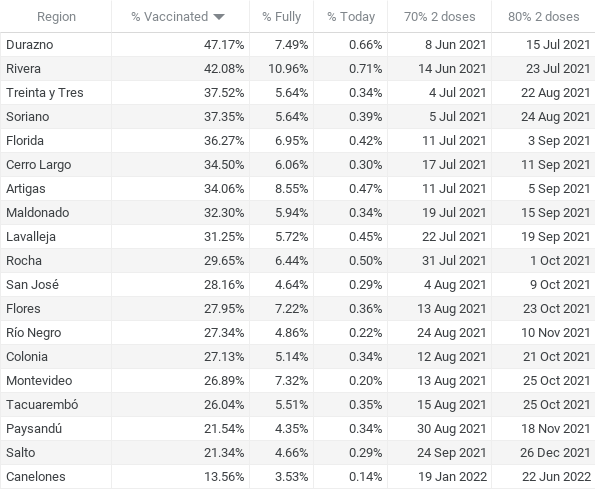 Region % Vaccinated % Fully % Today 70% 2 doses 80% 2 doses
Durazno 47.17% 7.49% 0.66% 8 Jun 2021 15 Jul 2021
Rivera 42.08% 10.96% 0.71% 14 Jun 2021 23 Jul 2021
Treinta y Tres 37.52% 5.64% 0.34% 4 Jul 2021 22 Aug 2021
Soriano 37.35% 5.64% 0.39% 5 Jul 2021 24 Aug 2021
Florida 36.27% 6.95% 0.42% 11 Jul 2021 3 Sep 2021
Cerro Largo 34.50% 6.06% 0.30% 17 Jul 2021 11 Sep 2021
Artigas 34.06% 8.55% 0.47% 11 Jul 2021 5 Sep 2021
Maldonado 32.30% 5.94% 0.34% 19 Jul 2021 15 Sep 2021
Lavalleja 31.25% 5.72% 0.45% 22 Jul 2021 19 Sep 2021
Rocha 29.65% 6.44% 0.50% 31 Jul 2021 1 Oct 2021
San José 28.16% 4.64% 0.29% 4 Aug 2021 9 Oct 2021
Flores 27.95% 7.22% 0.36% 13 Aug 2021 23 Oct 2021
Río Negro 27.34% 4.86% 0.22% 24 Aug 2021 10 Nov 2021
Colonia 27.13% 5.14% 0.34% 12 Aug 2021 21 Oct 2021
Montevideo 26.89% 7.32% 0.20% 13 Aug 2021 25 Oct 2021
Tacuarembó 26.04% 5.51% 0.35% 15 Aug 2021 25 Oct 2021
Paysandú 21.54% 4.35% 0.34% 30 Aug 2021 18 Nov 2021
Salto 21.34% 4.66% 0.29% 24 Sep 2021 26 Dec 2021
Canelones 13.56% 3.53% 0.14% 19 Jan 2022 22 Jun 2022